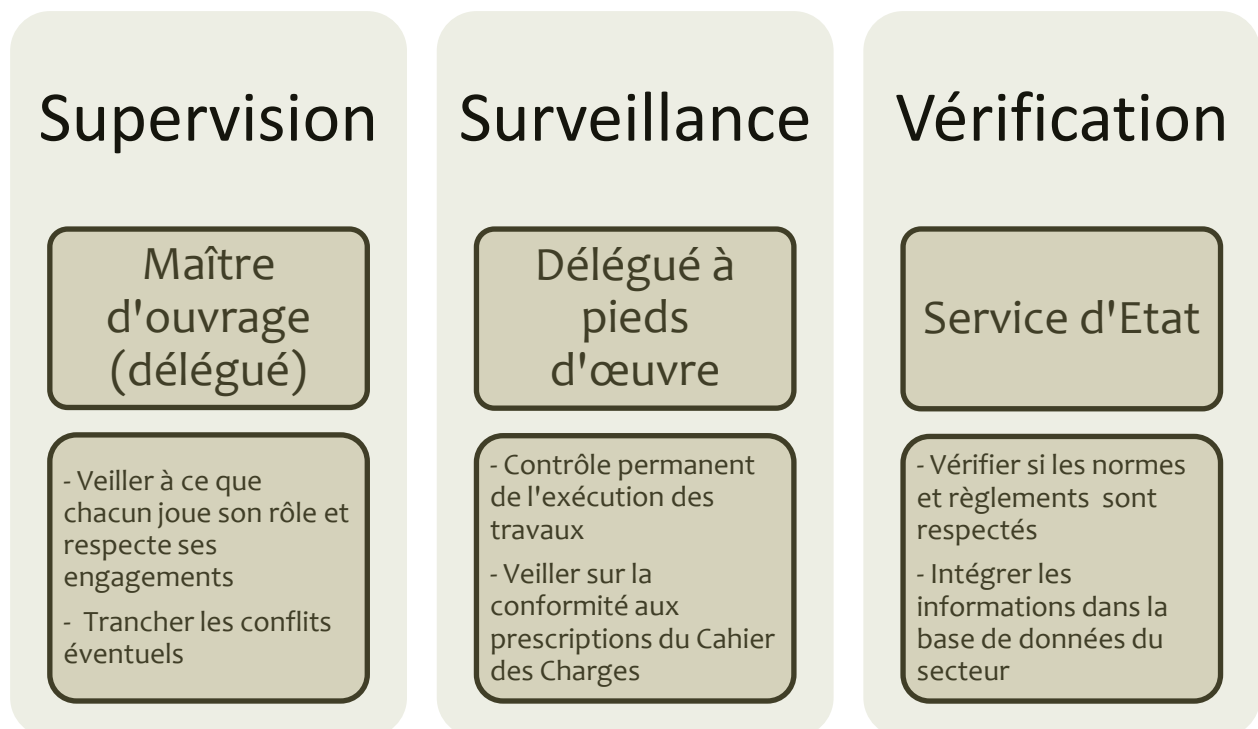 Supervision
Maître
d'ouvrage
(délégué)
- Veiller à ce que
chacun joue son rôle et
respecte ses
engagements
- Trancher les conflits
éventuels
Surveillance
Délégué à
pieds
d'œuvre
- Contrôle permanent
de l'exécution des
travaux
- Veiller sur la
conformité aux
prescriptions du Cahier
des Charges
Vérification
Service d'Etat
- Vérifier si les normes
et règlements sont
respectés
- Intégrer les
informations dans la
base de données du
secteur